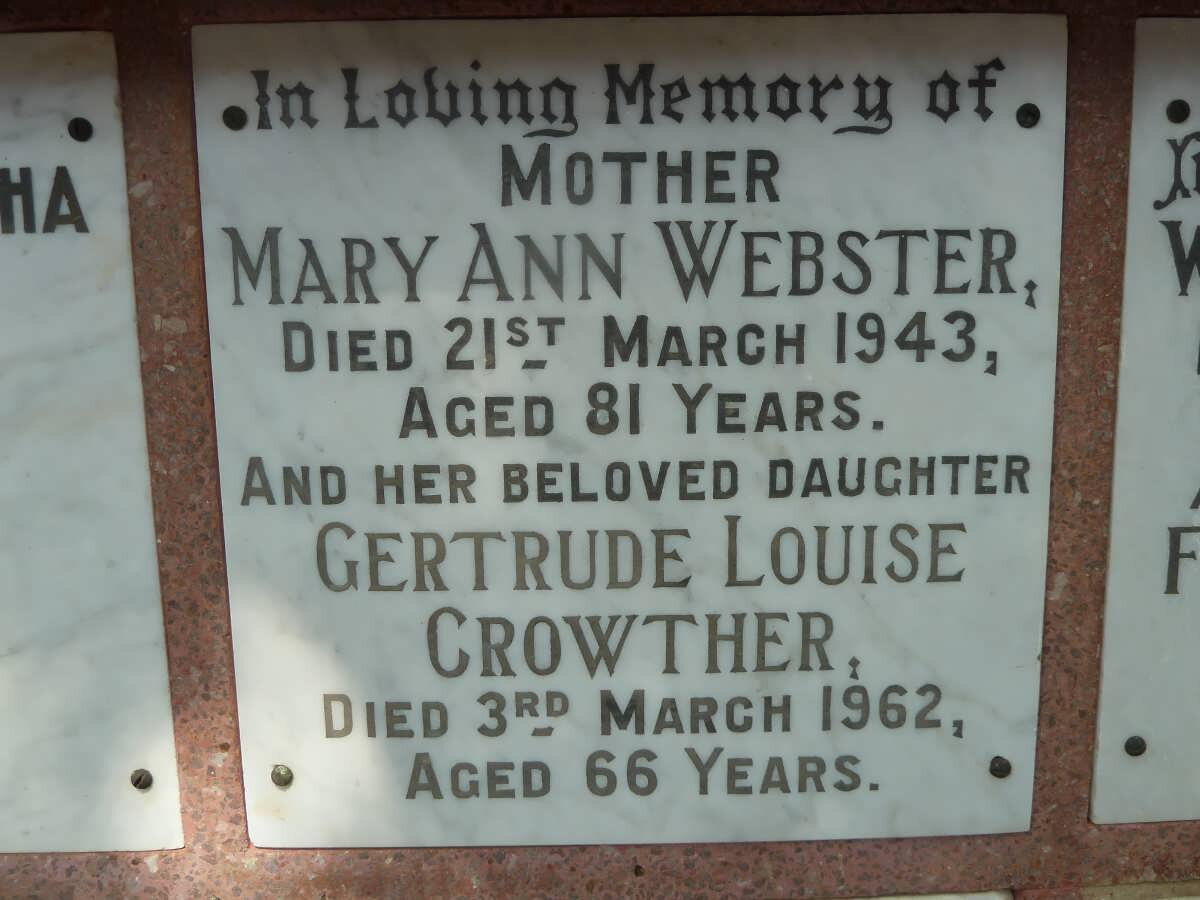 In Loving Memory of
MOTHER
MARY ANN WEBSTER,
DIED 21ST MARCH 1943,
AGED 81 YEARS.
AND HER BELOVED DAUGHTER
GERTRUDE LOUISE
CROWTHER,
DIED 3RD MARCH 1962,
AGED 66 YEARS.